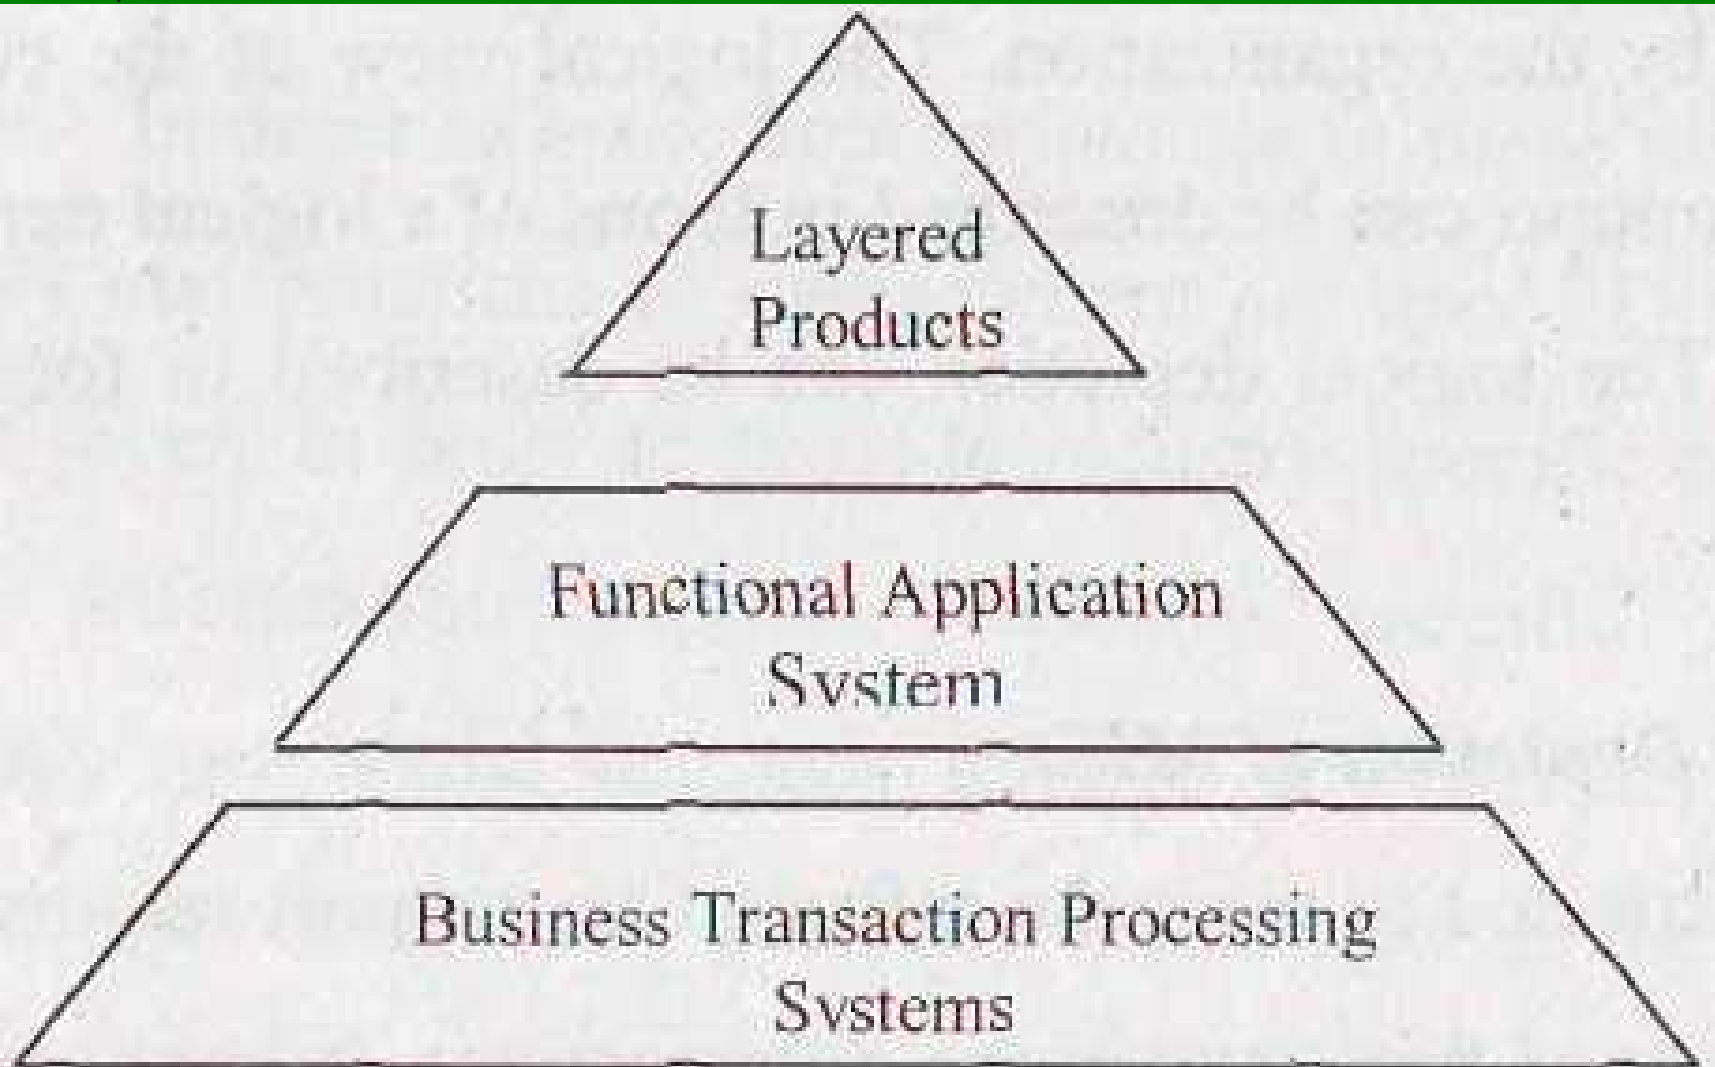 Layered
Products
Functional Application
System
Business Transaction Processing
Systems